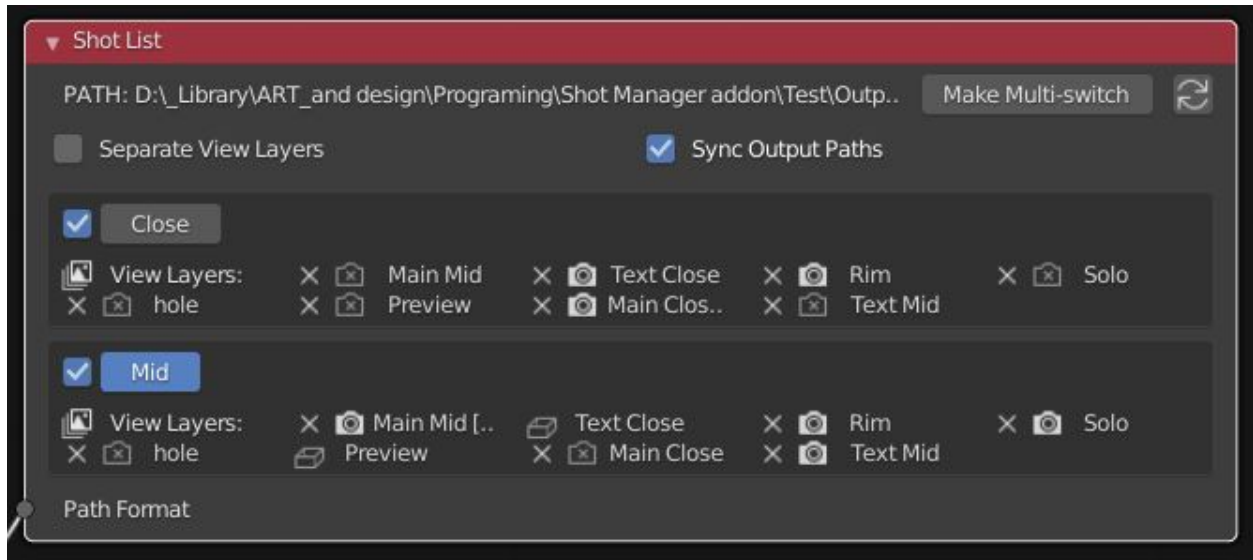 Shot List
PATH: D:\_Library\ART_and design\Programing\Shot Manager addon\Test\Outp.. Make Multi-switch
Separate View Layers Sync Output Paths
Close
View Layers: Main Mid Text Close Rim Solo
hole Preview Main Clos.. Text Mid
Mid
View Layers: Main Mid [.. Text Close Rim Solo
hole Preview Main Close Text Mid
Path Format